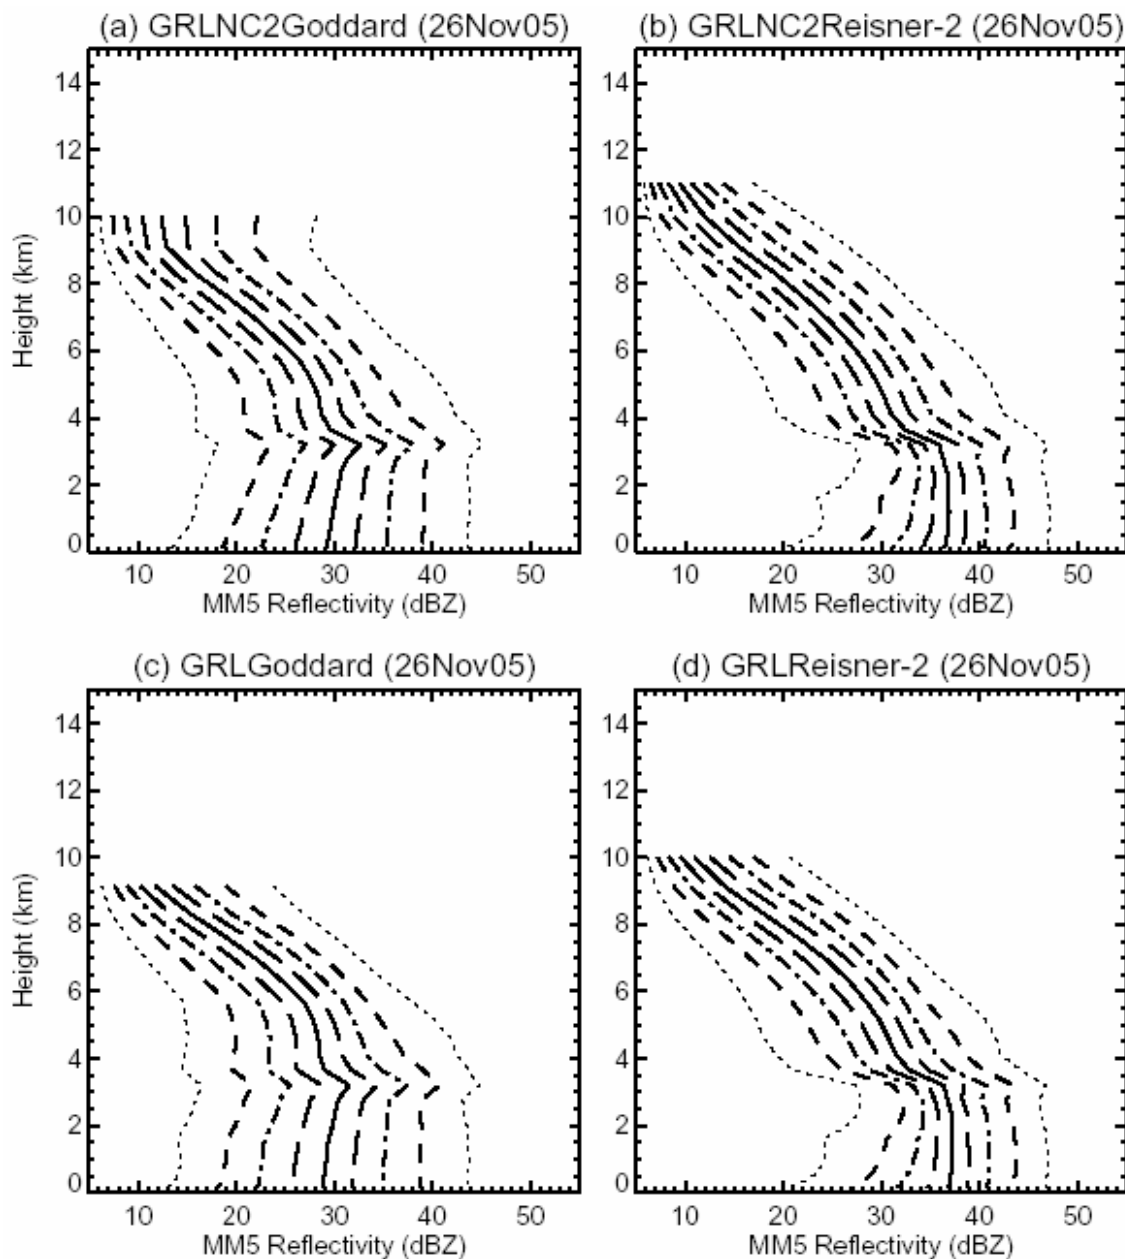 (a) GRLNC2Goddard (26Nov05)
14
12
10
8
6
4
2
0
Height (km)
10 20 30 40 50
MM5 Reflectivity (dBZ)
(b) GRLNC2Reisner-2 (26Nov05)
14
12
10
8
6
4
2
0
10 20 30 40 50
MM5 Reflectivity (dBZ)
(c) GRLGoddard (26Nov05)
14
12
10
8
6
4
2
0
Height (km)
10 20 30 40 50
MM5 Reflectivity (dBZ)
(d) GRLReisner-2 (26Nov05)
14
12
10
8
6
4
2
0
10 20 30 40 50
MM5 Reflectivity (dBZ)